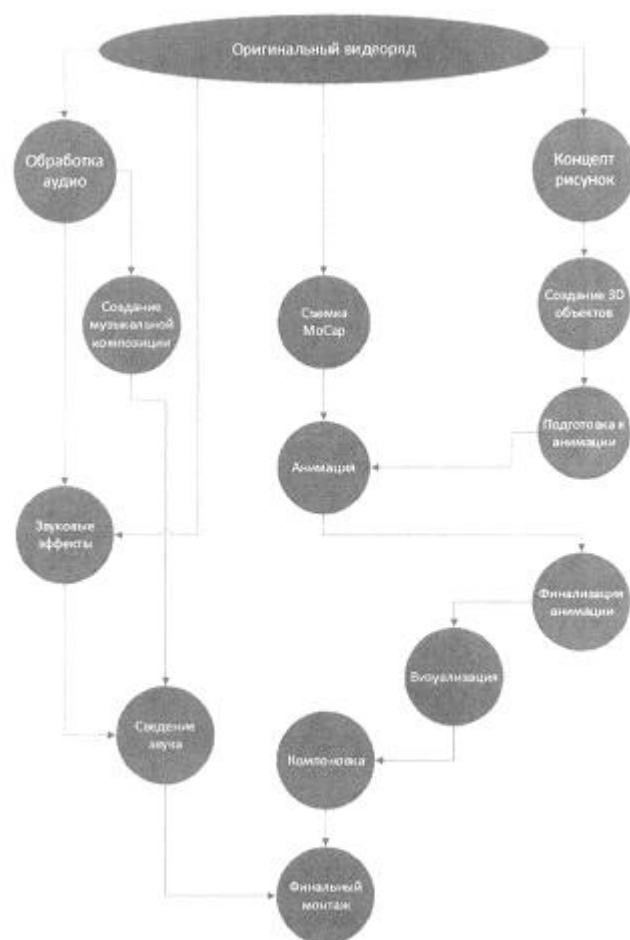 Оригинальный видеоряд
Обработка
аудио
Концепт
рисунок
Создание
музыкальной
композиции
Съемка
МоСар
Создание 3D
объектов
Подготовка к
анимации
Анимация
Звуковые
эффекты
Финализация
анимации
Визуализация
Сведение
звука
Компоновка
Финальный
монтаж